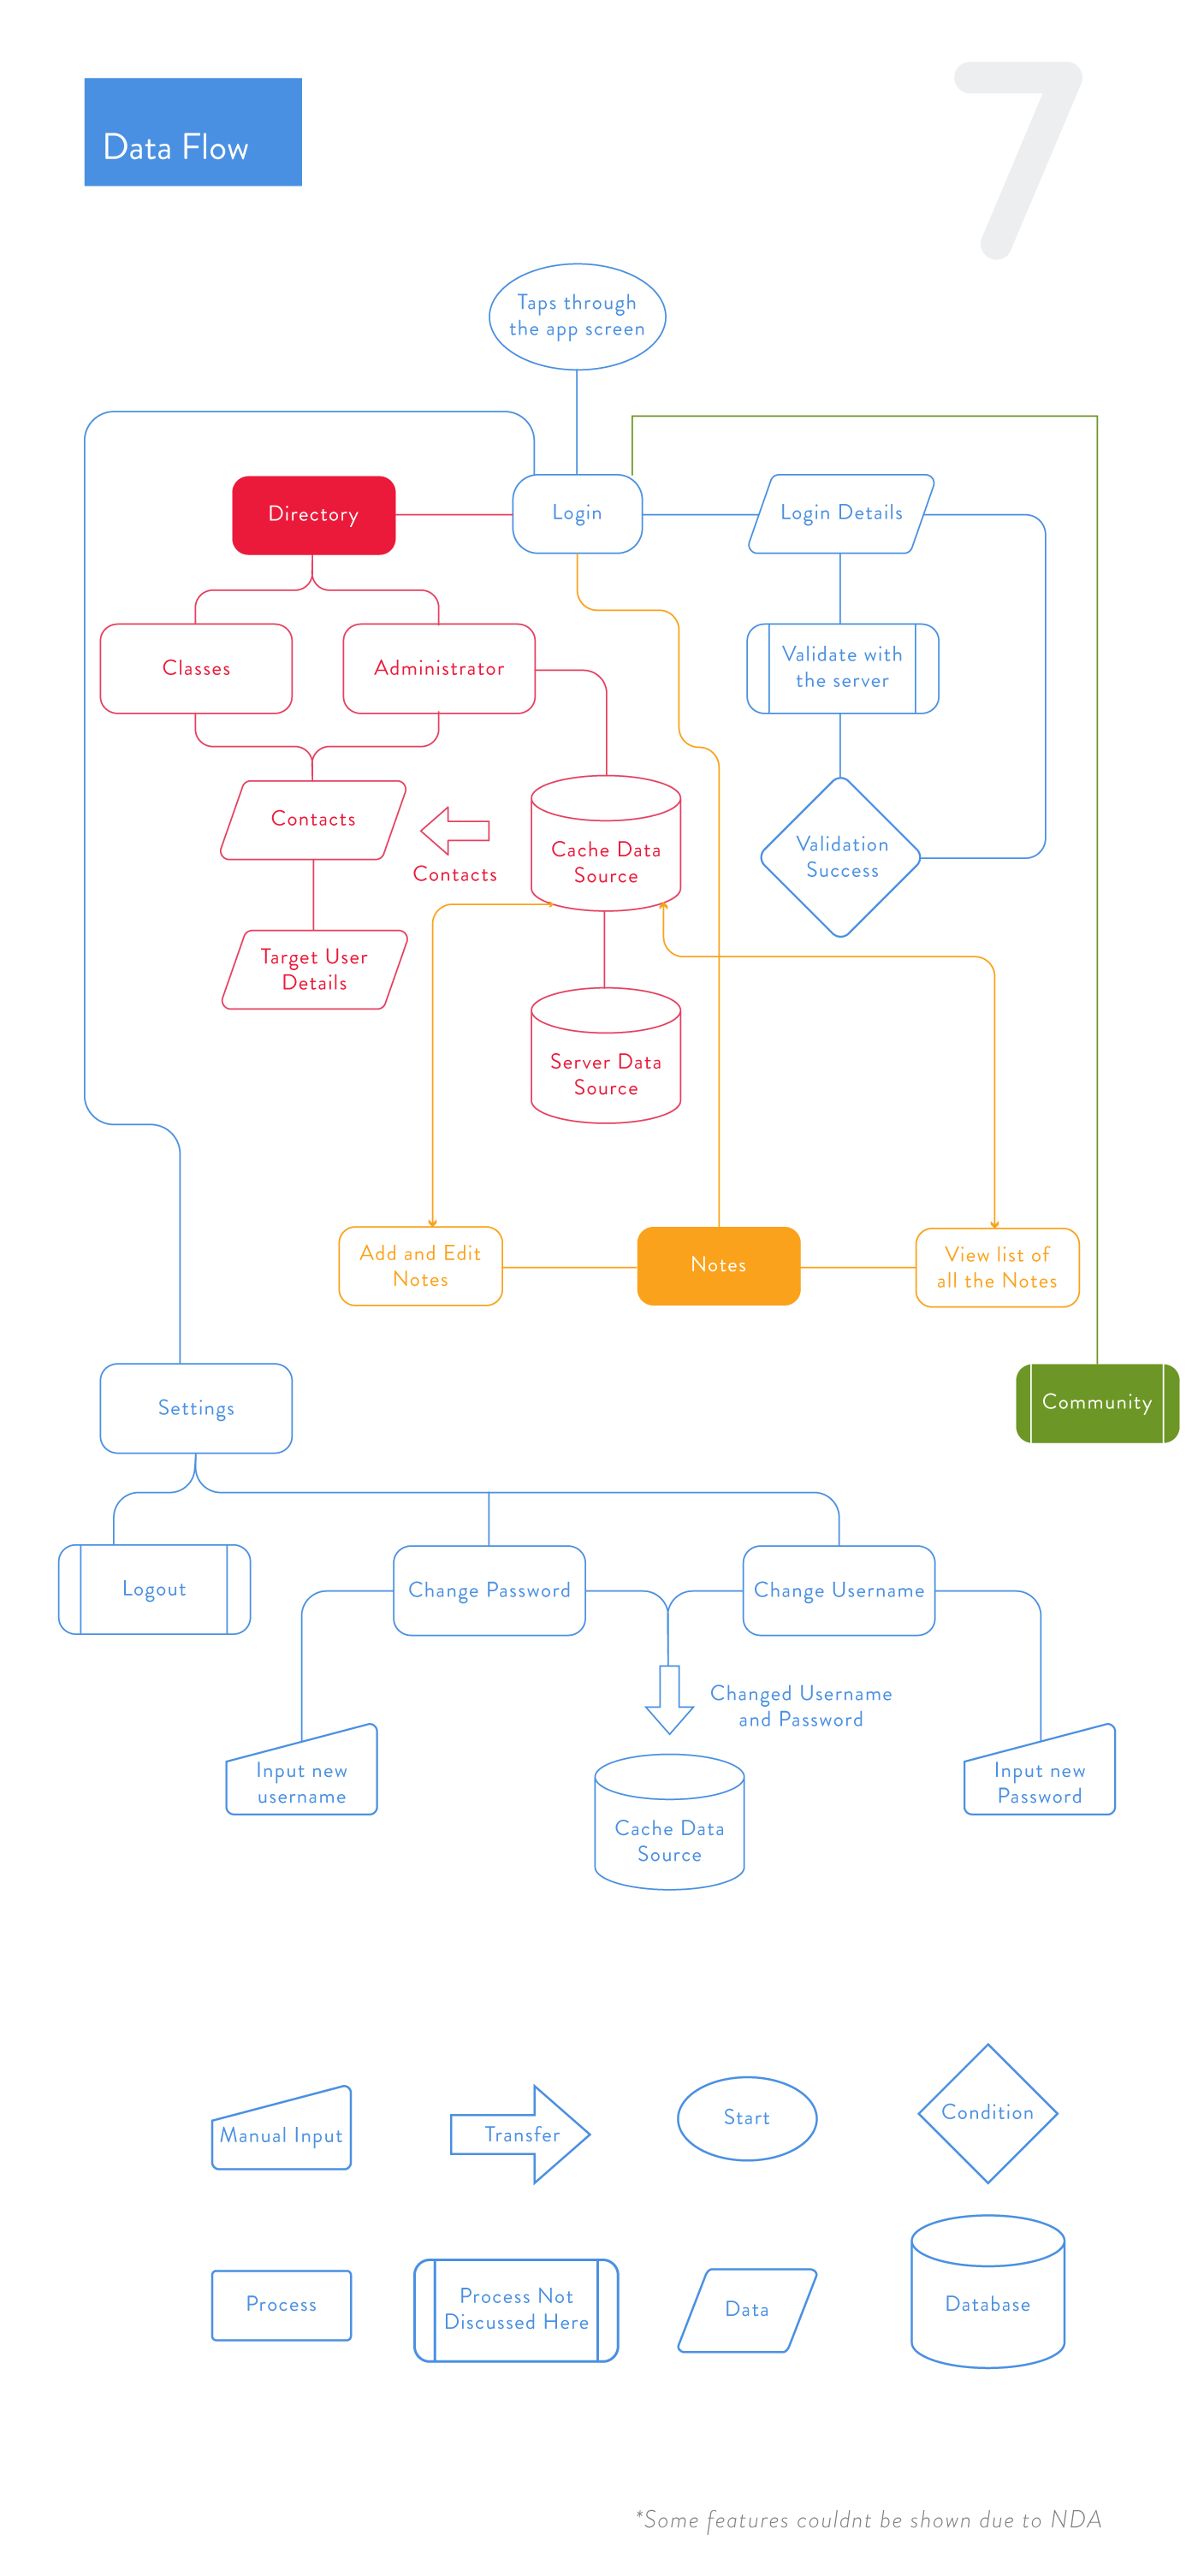 7
Data Flow
Taps through
the app screen
Directory
Login
Login Details
Classes
Administrator
Validate with
the server
Contacts
Contacts
Cache Data
Source
Validation
Success
Target User
Details
Server Data
Source
Add and Edit
Notes
Notes
View list of
all the Notes
Settings
Community
Logout
Change Password
Change Username
Changed Username
and Password
Input new
username
Input new
Password
Cache Data
Source
Manual Input
Transfer
Start
Condition
Process
Process Not
Discussed Here
Data
Database
*Some features couldnt be shown due to NDA